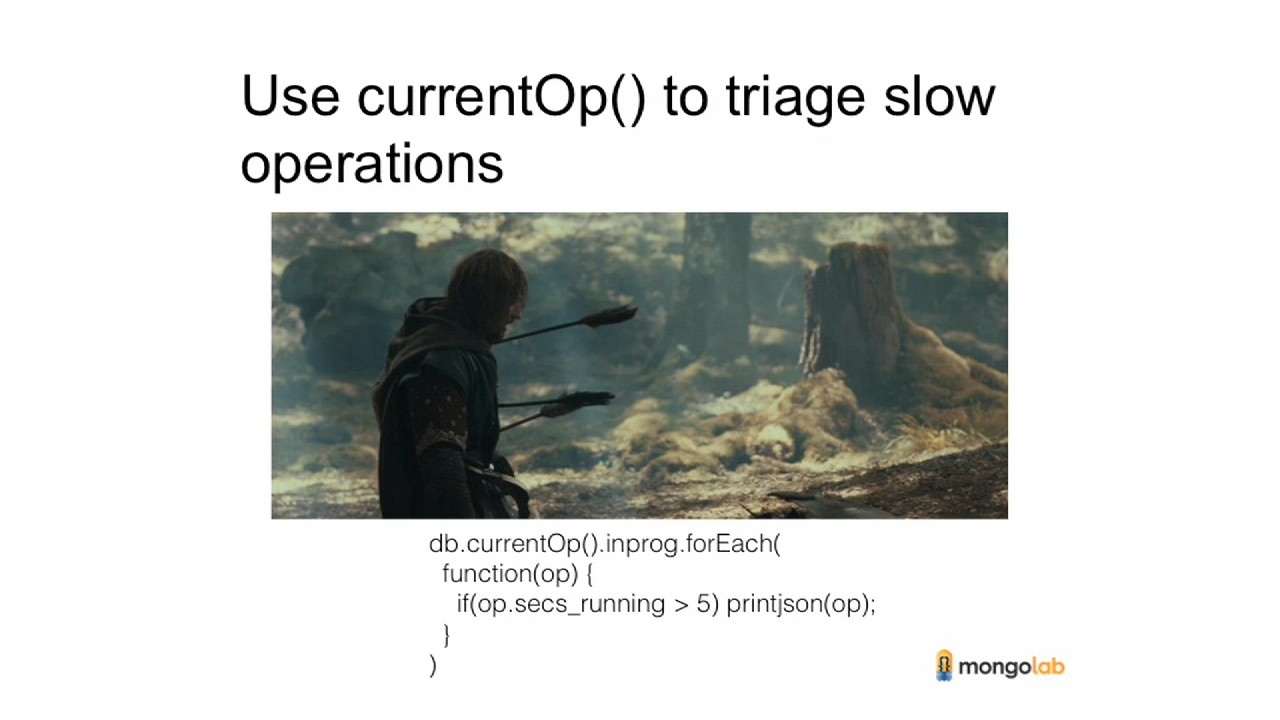 Use currentOp() to triage slow
operations
db.currentOp().inprog.forEach(
function(op) {
if(op.secs_running > 5) printjson(op);
}
)
mongolab